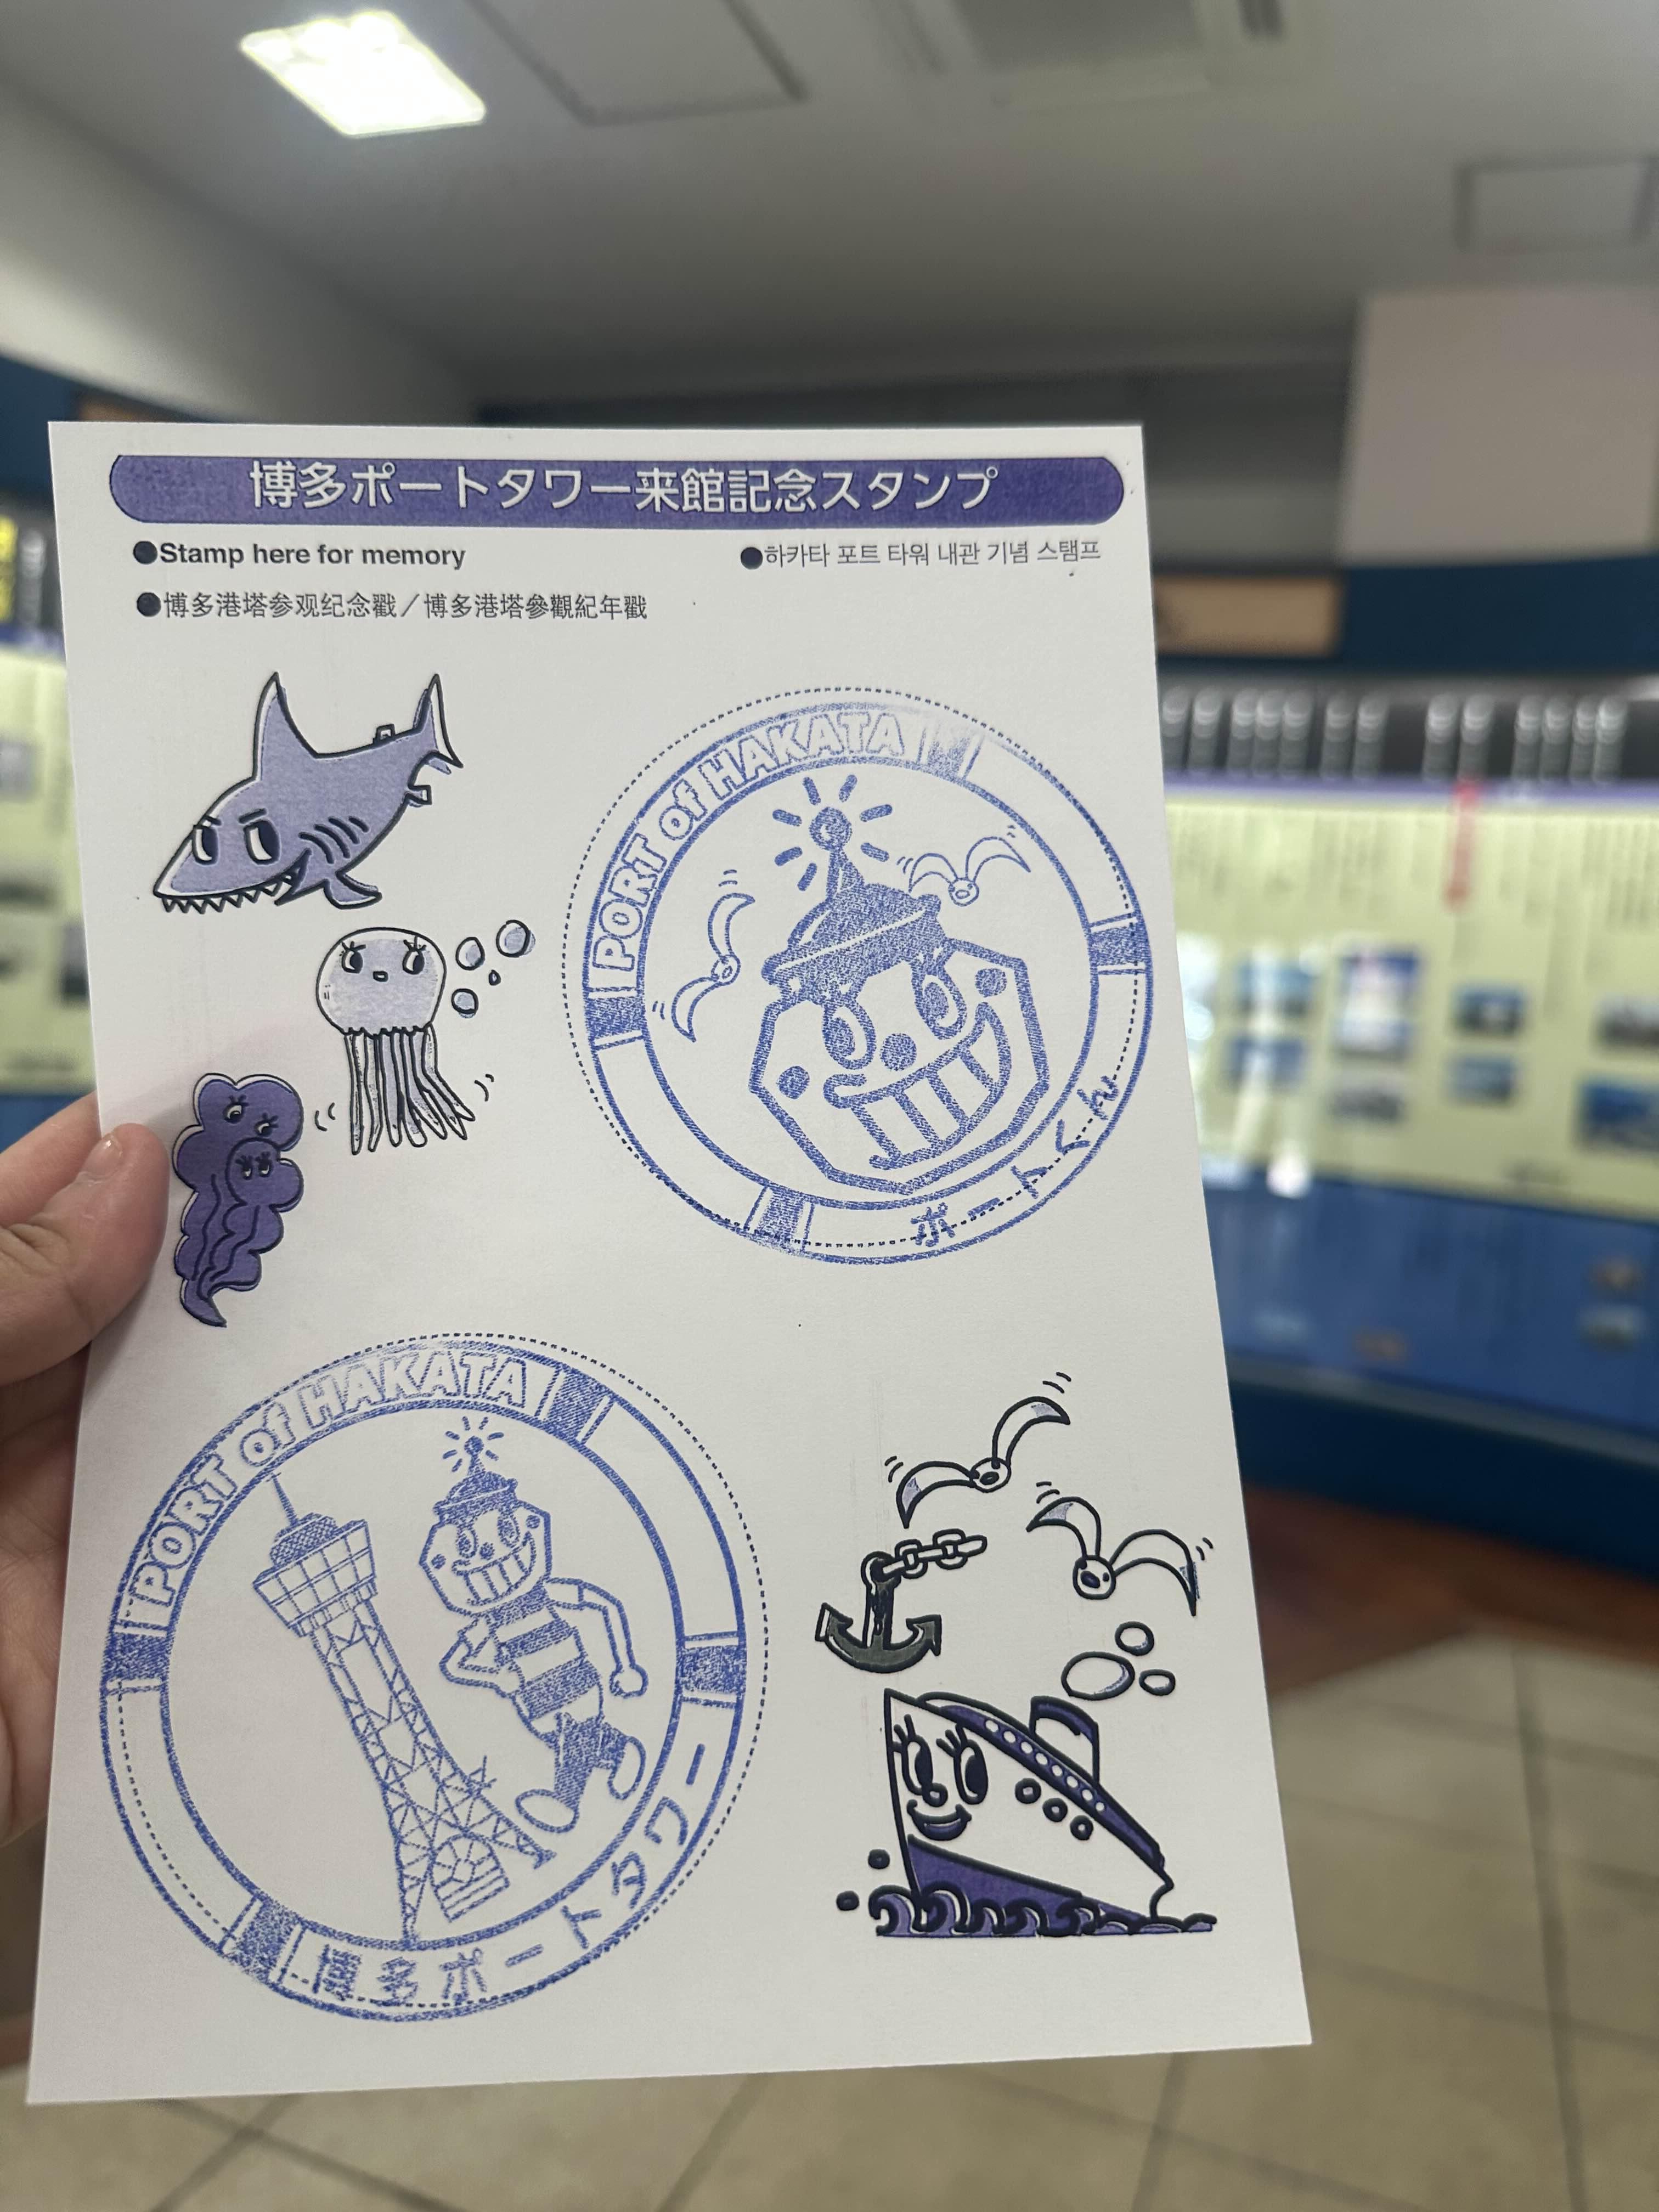 博多ポートタワー来館記念スタンプ
●Stamp here for memory
●하카타 포트 타워 내관 기념 스탬프
●博多港塔参观纪念戳／博多港塔參觀紀年戳
PORT of HAKATA
ポートくん
PORT of HAKATA
博多ポートタワー